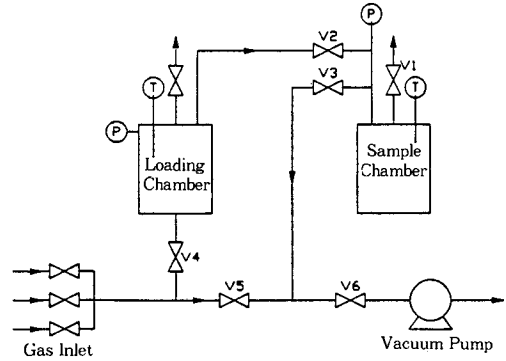 P
V2
V3
V1
T
T
P
Loading
Chamber
Sample
Chamber
V4
V5
V6
Gas Inlet
Vacuum Pump